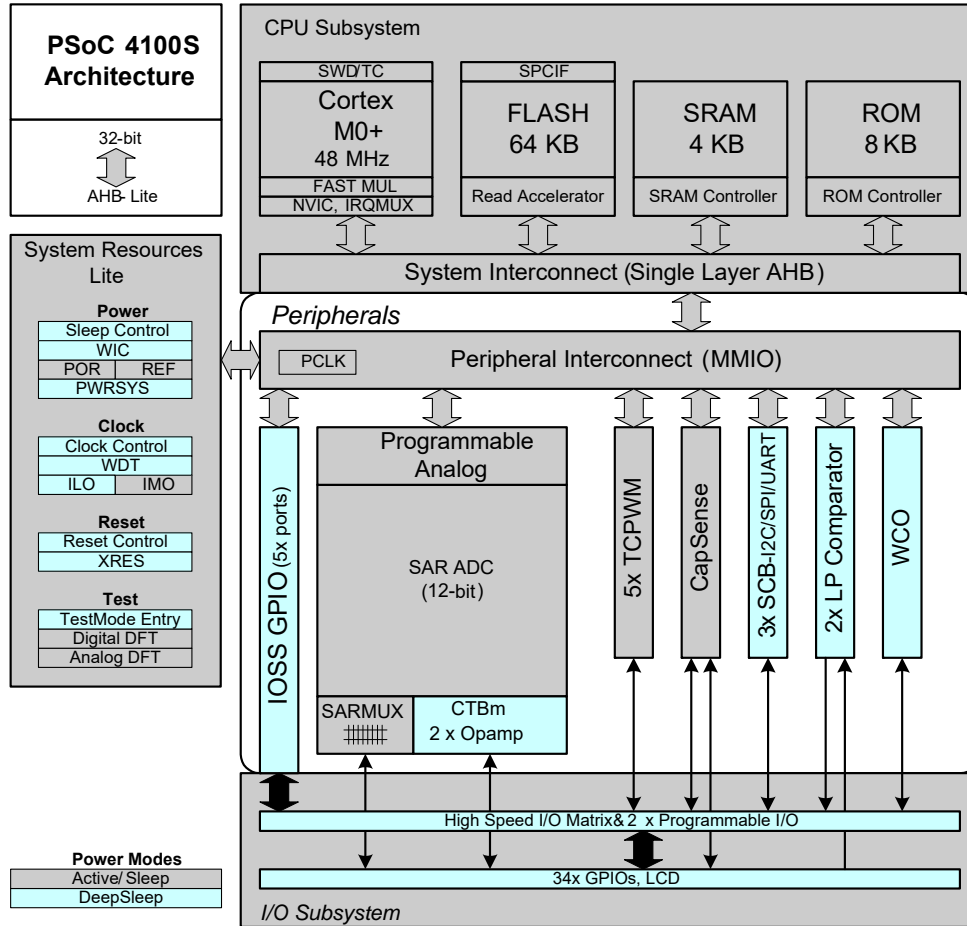 PSoC 4100S
Architecture
32-bit
AHB- Lite
CPU Subsystem
SWD/TC
Cortex
M0+
48 MHz
FAST MUL
NVIC, IRQMUX
SPCIF
FLASH
64 KB
Read Accelerator
SRAM
4 KB
SRAM Controller
ROM
8 KB
ROM Controller
System Interconnect (Single Layer AHB)
System Resources
Lite
Power
Sleep Control
WIC
POR REF
PWRSYS
Clock
Clock Control
WDT
ILO IMO
Reset
Reset Control
XRES
Test
TestMode Entry
Digital DFT
Analog DFT
Peripherals
PCLK
Peripheral Interconnect (MMIO)
IOSS GPIO (5x ports)
Programmable
Analog
SAR ADC
(12-bit)
SARMUX
CTBm
2 x Opamp
5x TCPWM
CapSense
3x SCB-I2C/SPI/UART
2x LP Comparator
WCO
High Speed I/O Matrix& 2 x Programmable I/O
34x GPIOs, LCD
I/O Subsystem
Power Modes
Active/ Sleep
DeepSleep